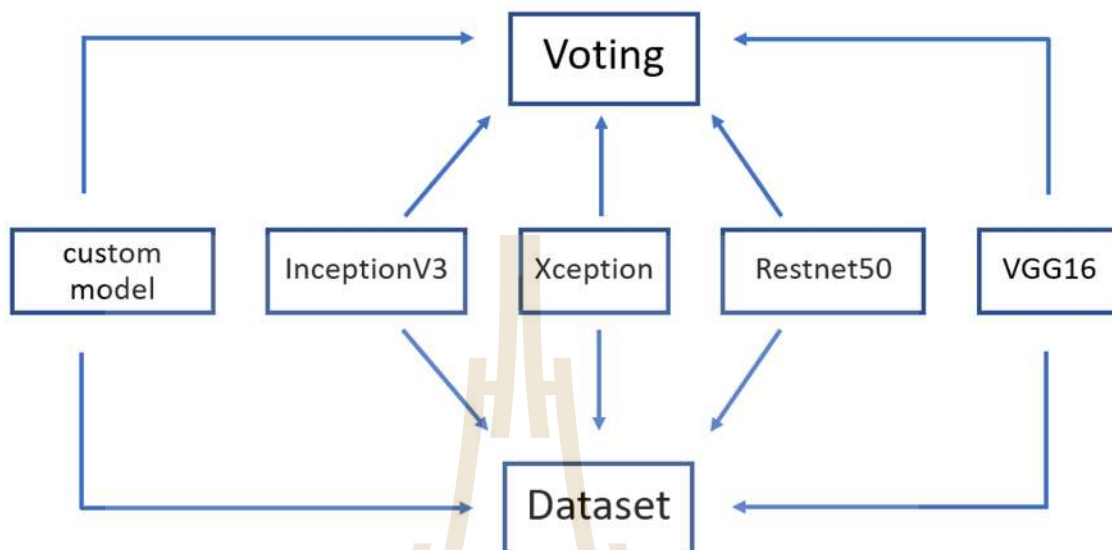 Voting
custom
model
InceptionV3
Xception
Restnet50
VGG16
Dataset